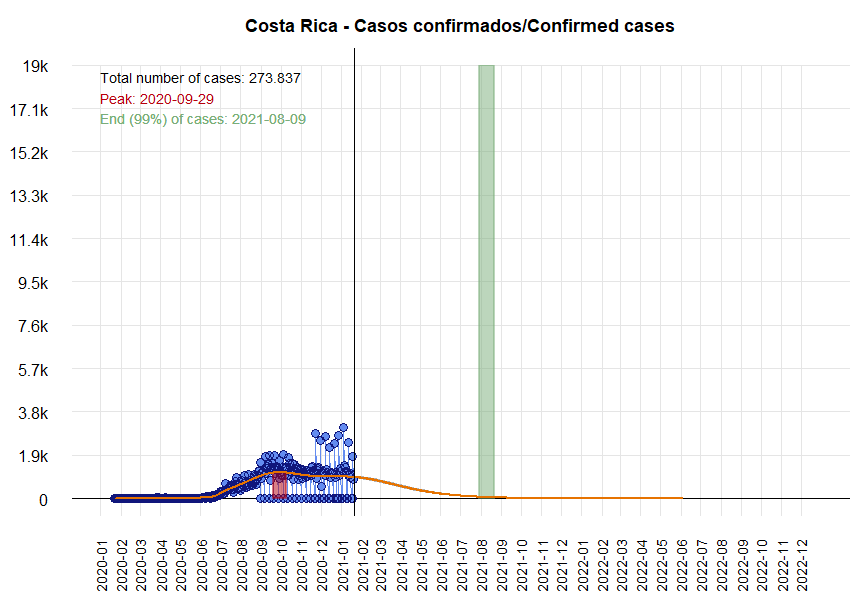 Costa Rica - Casos confirmados/Confirmed cases
19k
Total number of cases: 273.837
Peak: 2020-09-29
End (99%) of cases: 2021-08-09
17.1k
15.2k
13.3k
11.4k
9.5k
7.6k
5.7k
3.8k
1.9k
0
2020-01
2020-02
2020-03
2020-04
2020-05
2020-06
2020-07
2020-08
2020-09
2020-10
2020-11
2020-12
2021-01
2021-02
2021-03
2021-04
2021-05
2021-06
2021-07
2021-08
2021-09
2021-10
2021-11
2021-12
2022-01
2022-02
2022-03
2022-04
2022-05
2022-06
2022-07
2022-08
2022-09
2022-10
2022-11
2022-12